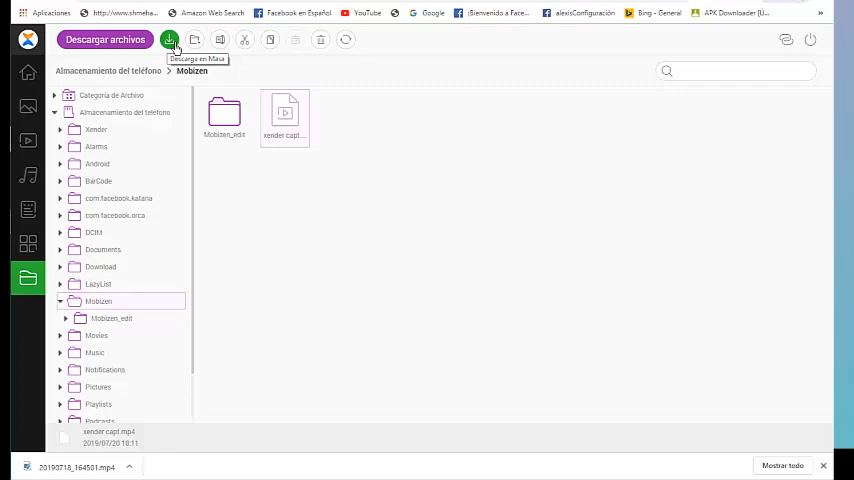 Aplicaciones http://www.shmeha... Amazon Web Search Facebook en Español YouTube Google ¡Bienvenido a Face... alexisConfiguración Bing - General APK Downloader [U... »
Descargar archivos
Descarga en Masa
Almacenamiento del teléfono > Mobizen
Categoría de Archivo
Almacenamiento del teléfono
Xender
Alarms
Android
BarCode
com.facebook.katana
com.facebook.orca
DCIM
Documents
Download
LazyList
Mobizen
Mobizen_edit
Movies
Music
Notifications
Pictures
Playlists
Podcasts
Mobizen_edit
xender capt...
xender capt.mp4
2019/07/20 18:11
20190718_164501.mp4
Mostrar todo